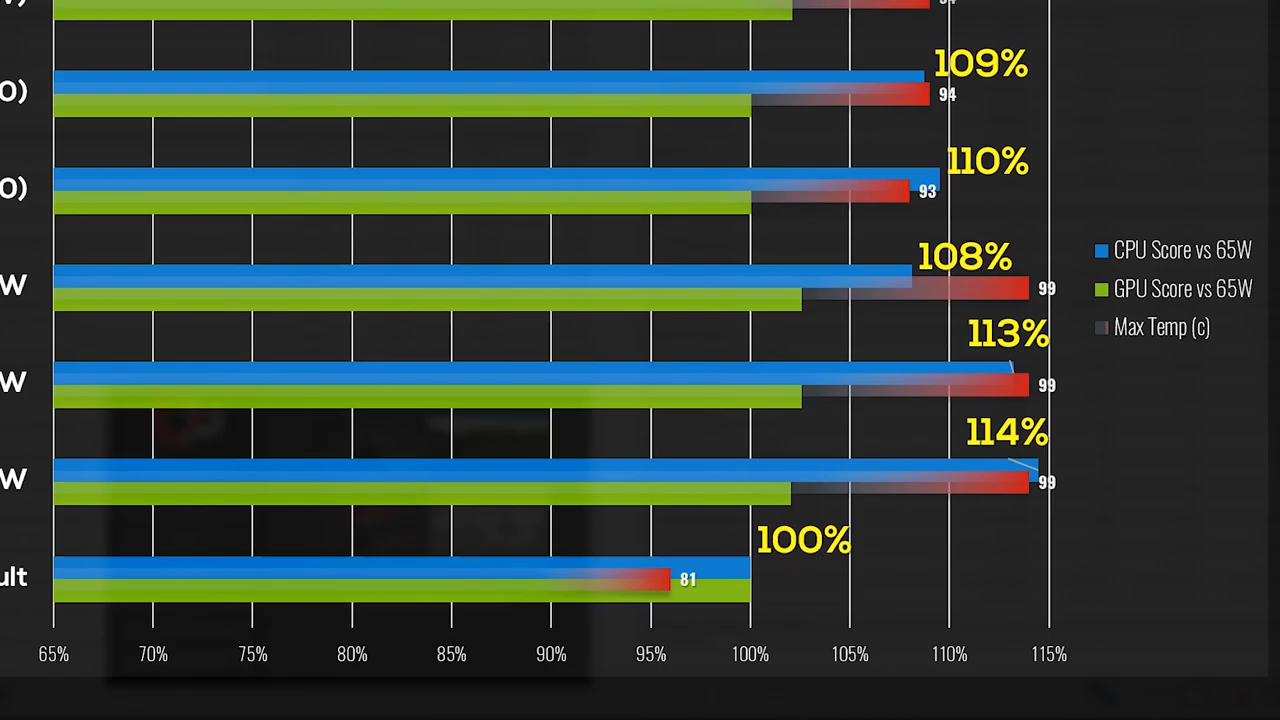 109%
0)
94
110%
0)
93
108%
W
99
113%
W
99
114%
W
99
100%
ult
81
CPU Score vs 65W
GPU Score vs 65W
Max Temp (c)
65% 70% 75% 80% 85% 90% 95% 100% 105% 110% 115%